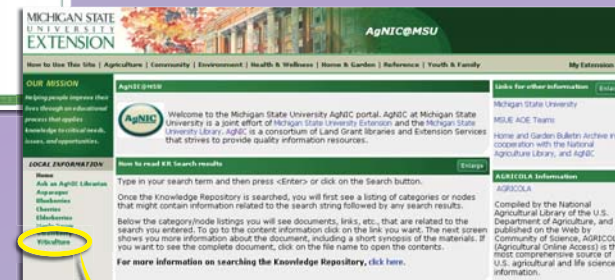 MICHIGAN STATE
UNIVERSITY
EXTENSION
AgNIC@MSU
How to Use This Site | Agriculture | Community | Environment | Health & Wellness | Home & Garden | Reference | Youth & Family
My Extension
OUR MISSION
Helping people improve their
lives through an educational
process that applies
knowledge to critical needs,
issues, and opportunities.
LOCAL INFORMATION
Home
Ask an AgNIC Librarian
Asparagus
Blueberries
Cherries
Elderberries
Viticulture
AgNIC@MSU
AgNIC
Welcome to the Michigan State University AgNIC portal. AgNIC at Michigan State
University is a joint effort of Michigan State University Extension and the Michigan State
University Library. AgNIC is a consortium of Land Grant libraries and Extension Services
that strives to provide quality information resources.
How to read KR Search results
Enlarge
Type in your search term and then press <Enter> or click on the Search button.
Once the Knowledge Repository is searched, you will first see a listing of categories or nodes
that might contain information related to the search string followed by any search results.
Below the category/node listings you will see documents, links, etc., that are related to the
search you entered. To go to the content information click on the link you want. The next screen
shows you more information about the document, including a short synopsis of the materials. If
you want to see the complete document, click on the file name to open the contents.
For more information on searching the Knowledge Repository, click here.
Links for other information
Michigan State University
MSUE AOE Teams
Home and Garden Bulletin Archive in
cooperation with the National
Agriculture Library, and AgNIC
AGRICOLA Information
AGRICOLA
Compiled by the National
Agricultural Library of the U.S.
Department of Agriculture, and
published on the Web by
Community of Science, AGRICOL
(Agricultural Online Access) is th
most comprehensive source of
U.S. agricultural and life science
information.